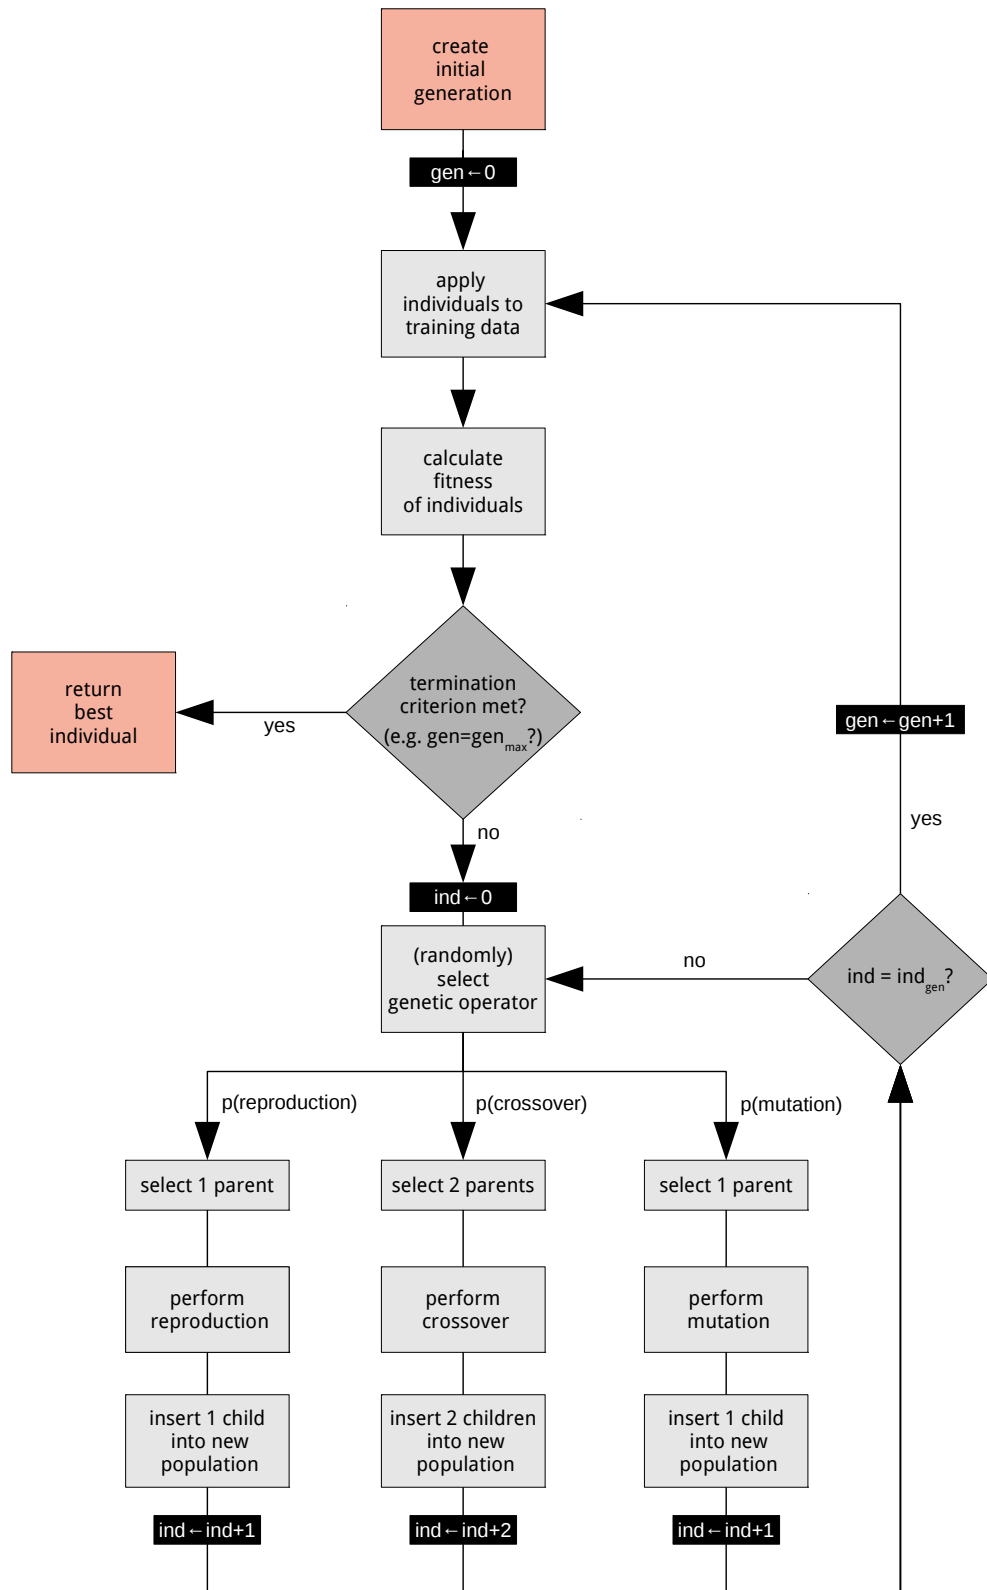 create
initial
generation
gen←0
apply
individuals to
training data
calculate
fitness
of individuals
termination
criterion met?
(e.g. gen=gen_max?)
yes
return
best
individual
no
gen←gen+1
yes
ind←0
(randomly)
select
genetic operator
no
ind = ind_gen?
p(reproduction)
p(crossover)
p(mutation)
select 1 parent
select 2 parents
select 1 parent
perform
reproduction
perform
crossover
perform
mutation
insert 1 child
into new
population
insert 2 children
into new
population
insert 1 child
into new
population
ind←ind+1
ind←ind+2
ind←ind+1